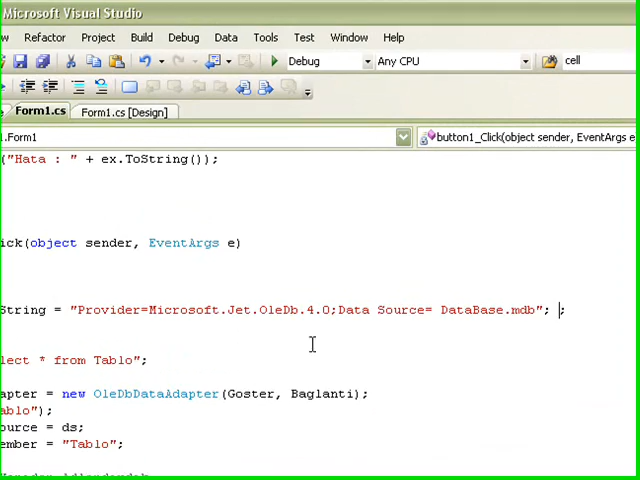 Microsoft Visual Studio
Refactor Project Build Debug Data Tools Test Window Help
Debug Any CPU cell
Form1.cs Form1.cs [Design]
.Form1 button1_Click(object sender, EventArgs e
("Hata : " + ex.ToString());
ick(object sender, EventArgs e)
String = "Provider=Microsoft.Jet.OleDb.4.0;Data Source= DataBase.mdb"; ;
lect * from Tablo";
apter = new OleDbDataAdapter(Goster, Baglanti);
ablo");
ource = ds;
ember = "Tablo";